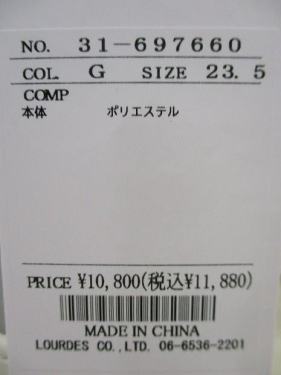 NO. 31-697660
COL. G SIZE 23.5
COMP
本体 ポリエステル
PRICE ¥10,800(税込¥11,880)
MADE IN CHINA
LOURDES CO.,LTD. 06-6536-2201